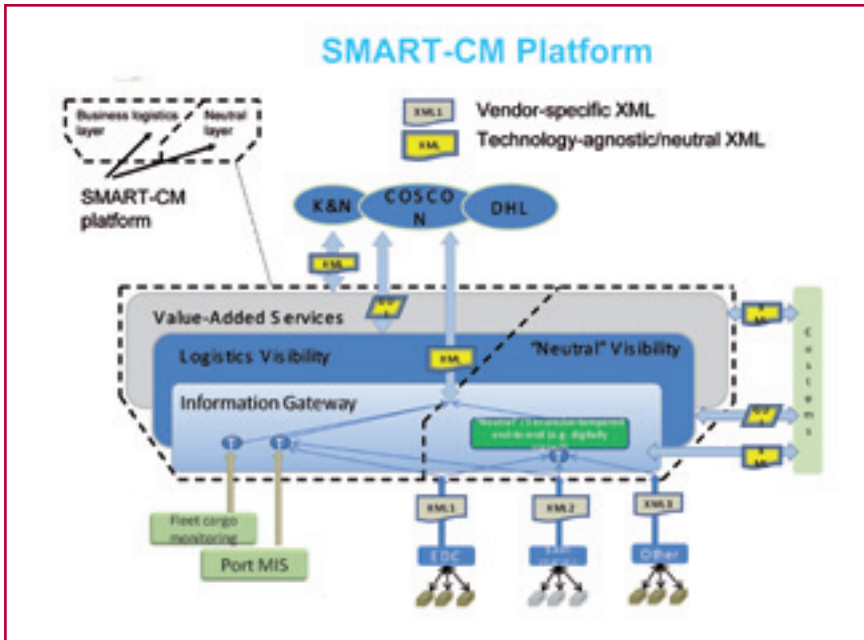 SMART-CM Platform
Business logistics
layer
Neutral
layer
SMART-CM
platform
XML1
Vendor-specific XML
XML
Technology-agnostic/neutral XML
K&N
COSCO
N
DHL
XML
Value-Added Services
Logistics Visibility
XML
"Neutral" Visibility
Information Gateway
Customs
Fleet cargo
monitoring
Port MIS
XML1
XML2
XML3
EDC
Other